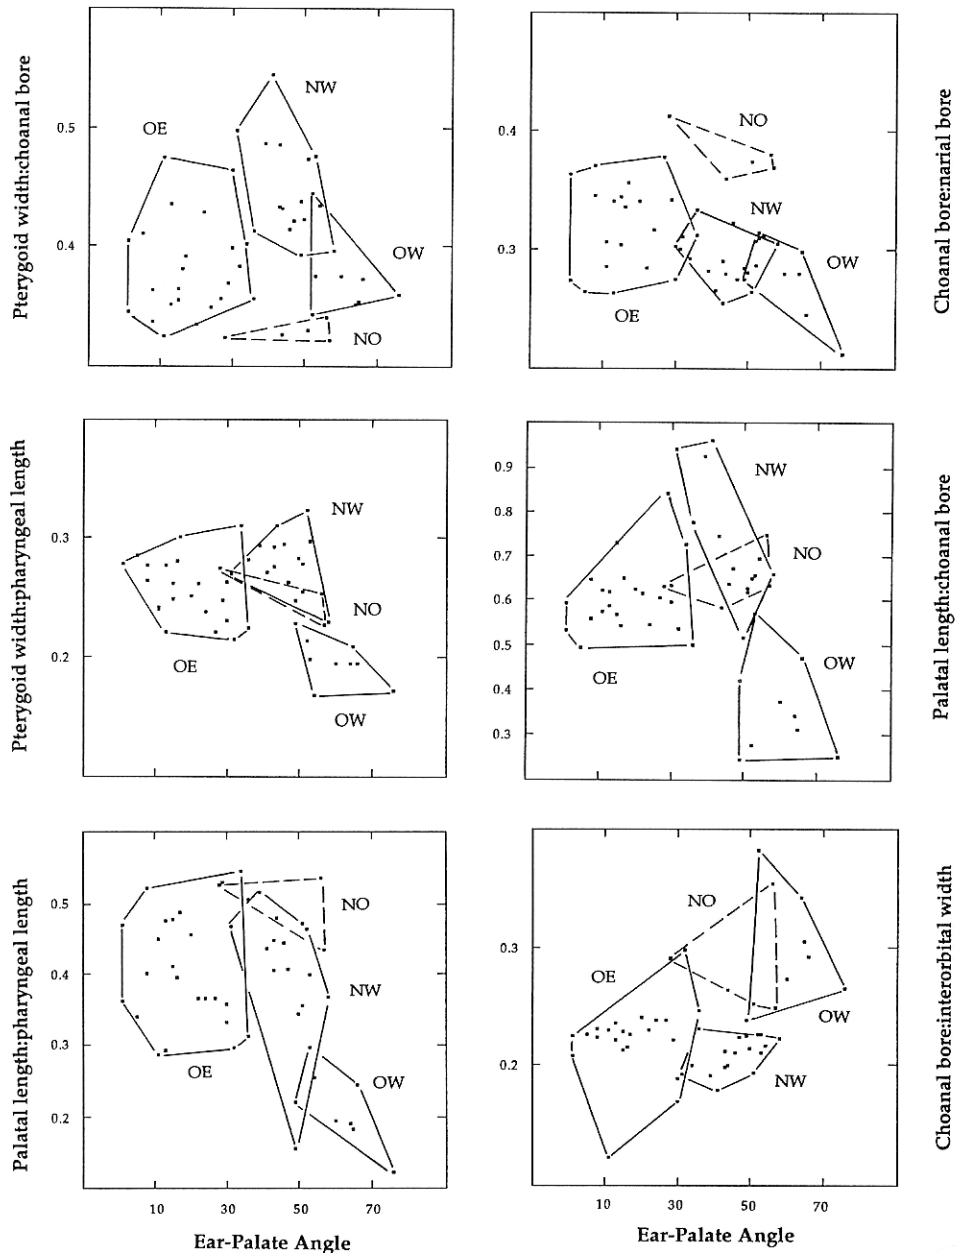 Pterygoid width:choanal bore
0.5
0.4
OE
NW
OW
NO
Choanal bore:narial bore
0.4
0.3
NO
NW
OW
OE
Pterygoid width:pharyngeal length
0.3
0.2
NW
NO
OE
OW
Palatal length:choanal bore
0.9
0.8
0.7
0.6
0.5
0.4
0.3
NW
NO
OE
OW
Palatal length:pharyngeal length
0.5
0.4
0.3
0.2
NO
NW
OE
OW
10 30 50 70
Ear-Palate Angle
Choanal bore:interorbital width
0.3
0.2
NO
OE
OW
NW
10 30 50 70
Ear-Palate Angle